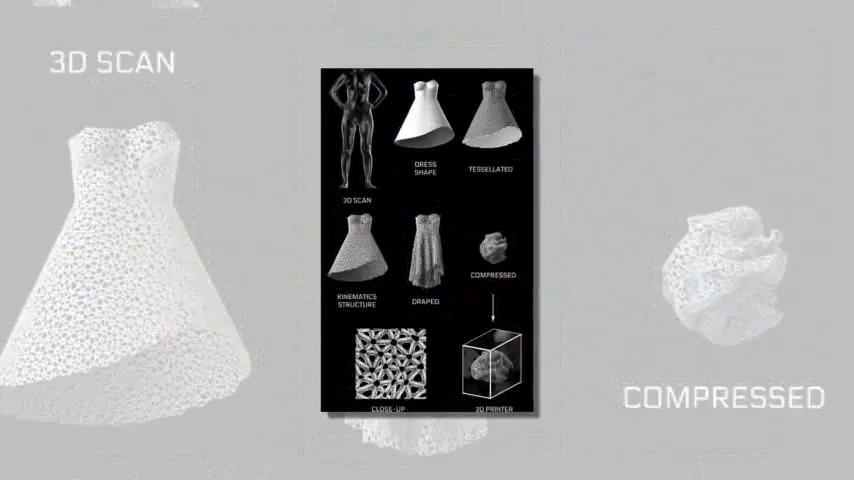 3D SCAN
DRESS
SHAPE
TESSELLATED
3D SCAN
KINEMATICS
STRUCTURE
DRAPED
COMPRESSED
CLOSE-UP
3D PRINTER
COMPRESSED